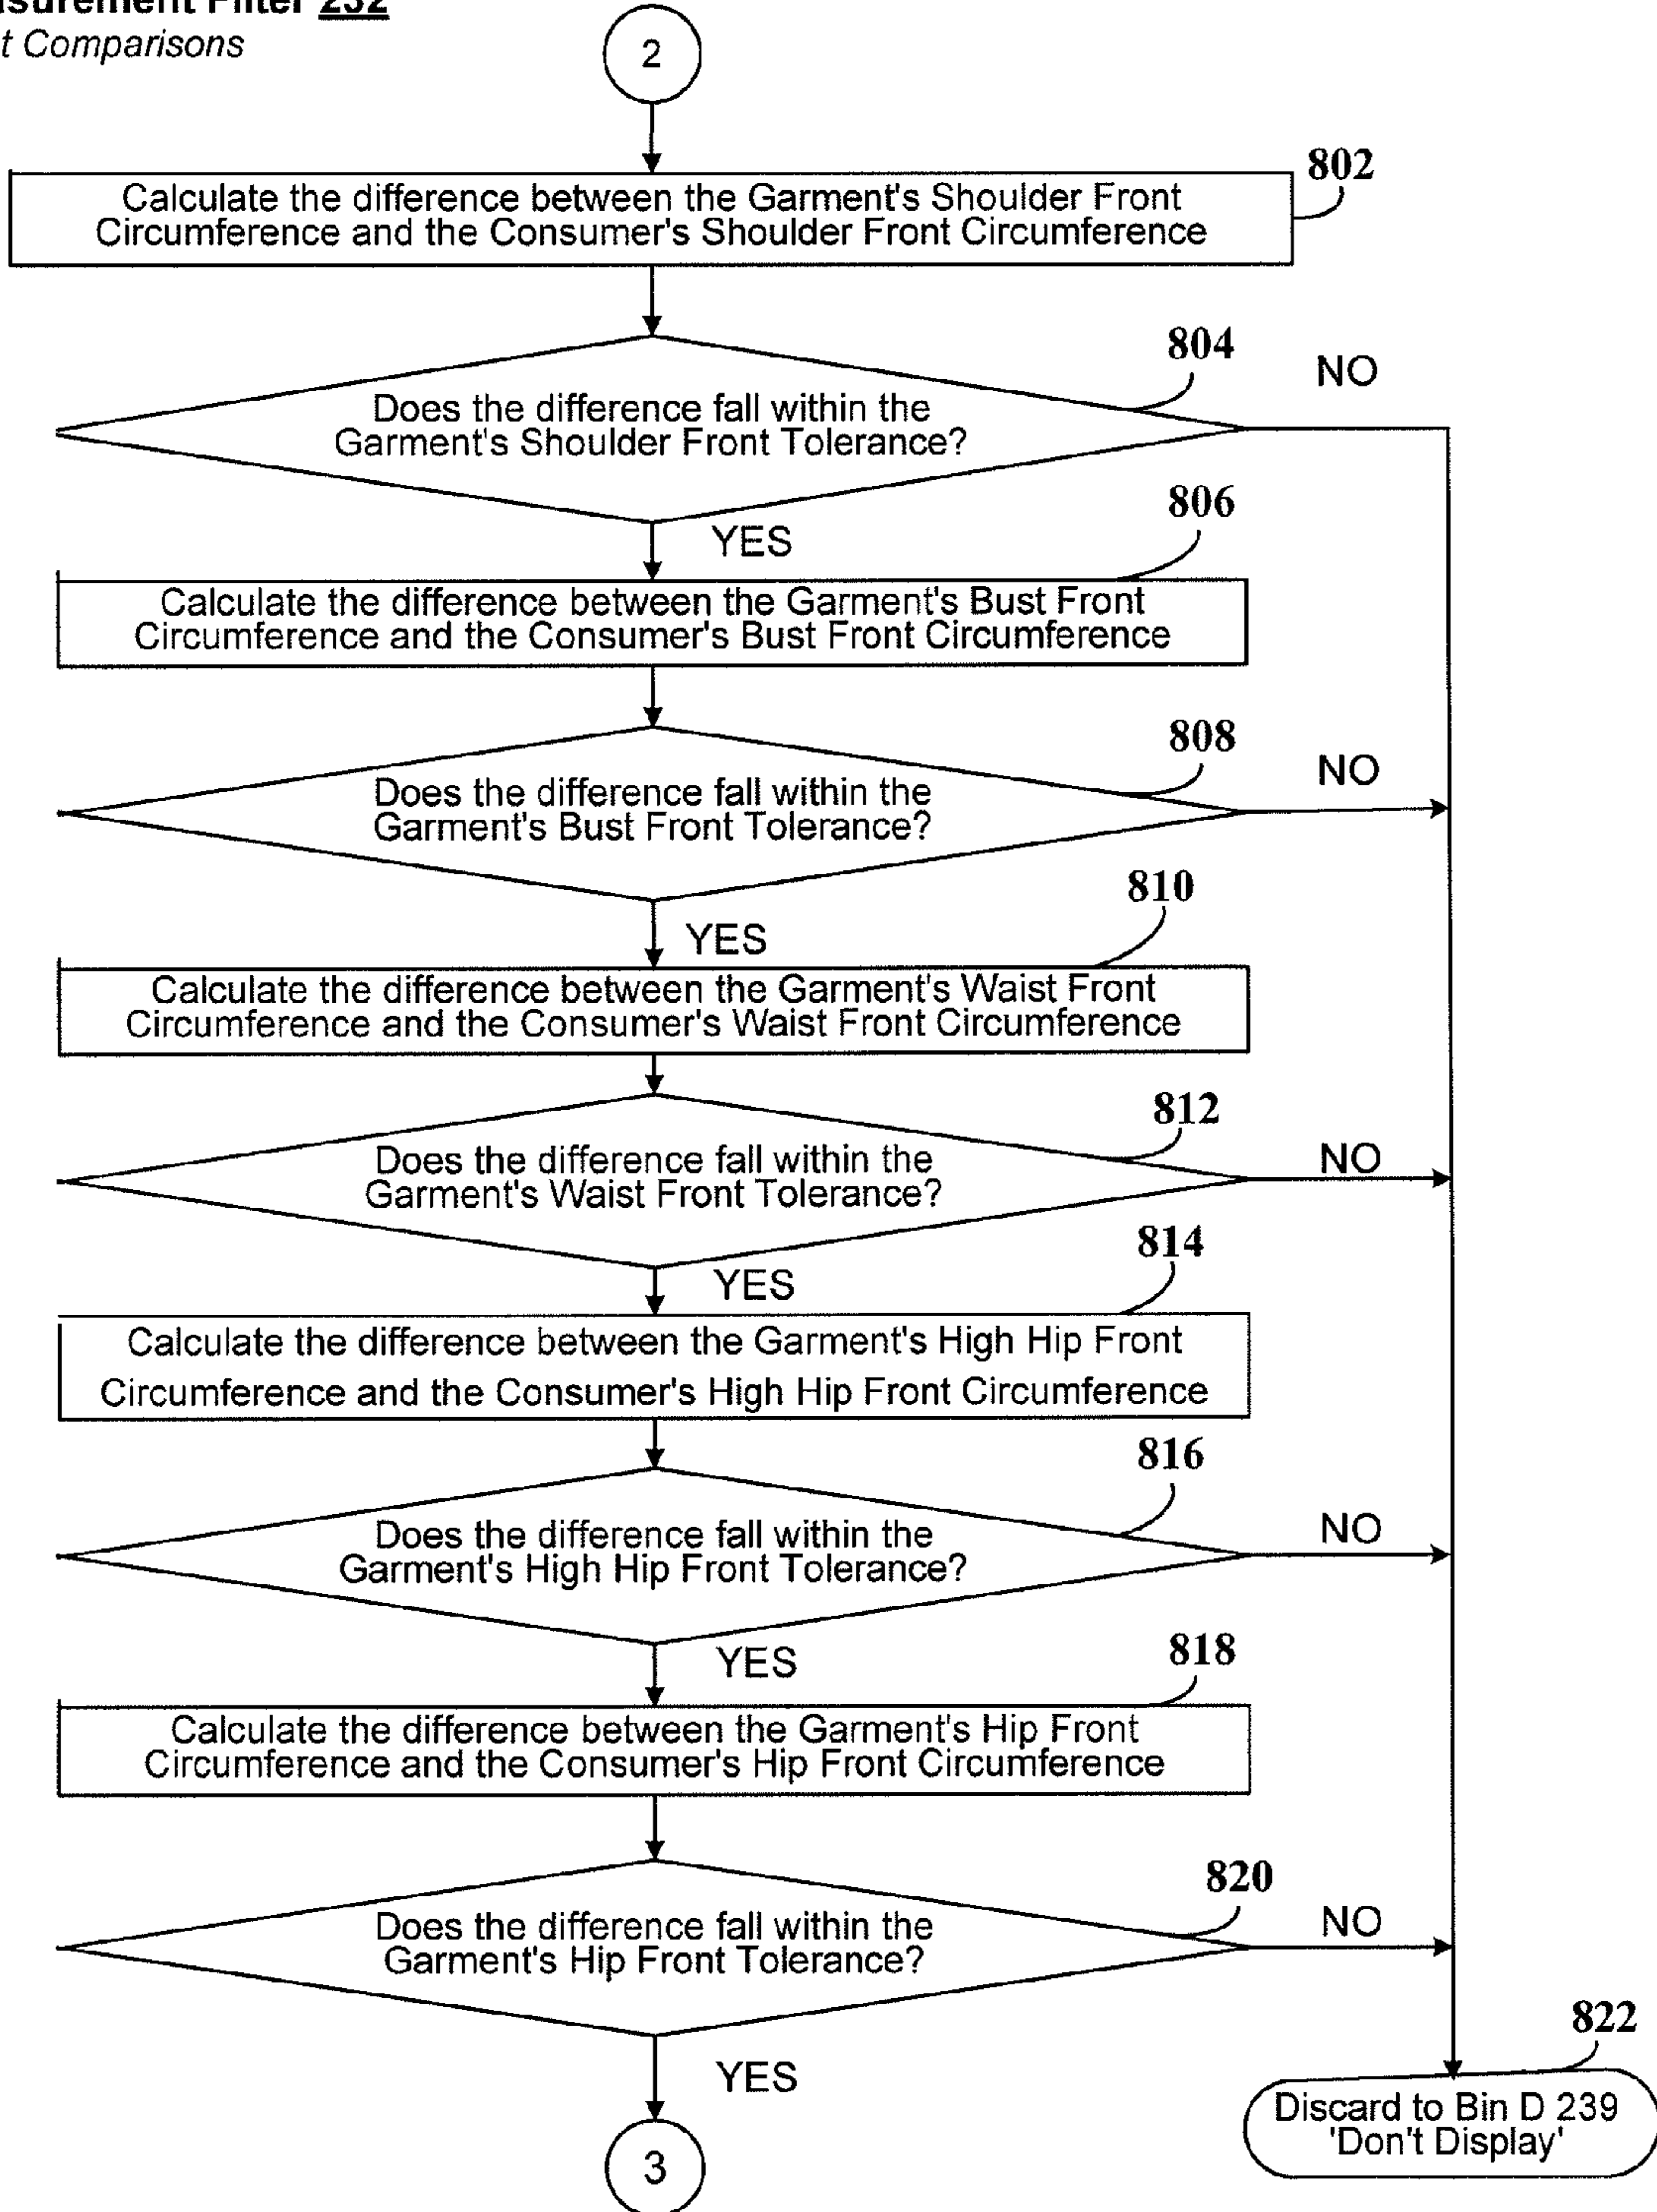 232
t Comparisons
2
802
Calculate the difference between the Garment's Shoulder Front
Circumference and the Consumer's Shoulder Front Circumference
804
NO
Does the difference fall within the
Garment's Shoulder Front Tolerance?
806
YES
Calculate the difference between the Garment's Bust Front
Circumference and the Consumer's Bust Front Circumference
808
NO
Does the difference fall within the
Garment's Bust Front Tolerance?
810
YES
Calculate the difference between the Garment's Waist Front
Circumference and the Consumer's Waist Front Circumference
812
NO
Does the difference fall within the
Garment's Waist Front Tolerance?
814
YES
Calculate the difference between the Garment's High Hip Front
Circumference and the Consumer's High Hip Front Circumference
816
NO
Does the difference fall within the
Garment's High Hip Front Tolerance?
818
YES
Calculate the difference between the Garment's Hip Front
Circumference and the Consumer's Hip Front Circumference
820
NO
Does the difference fall within the
Garment's Hip Front Tolerance?
822
YES
Discard to Bin D 239
'Don't Display'
3